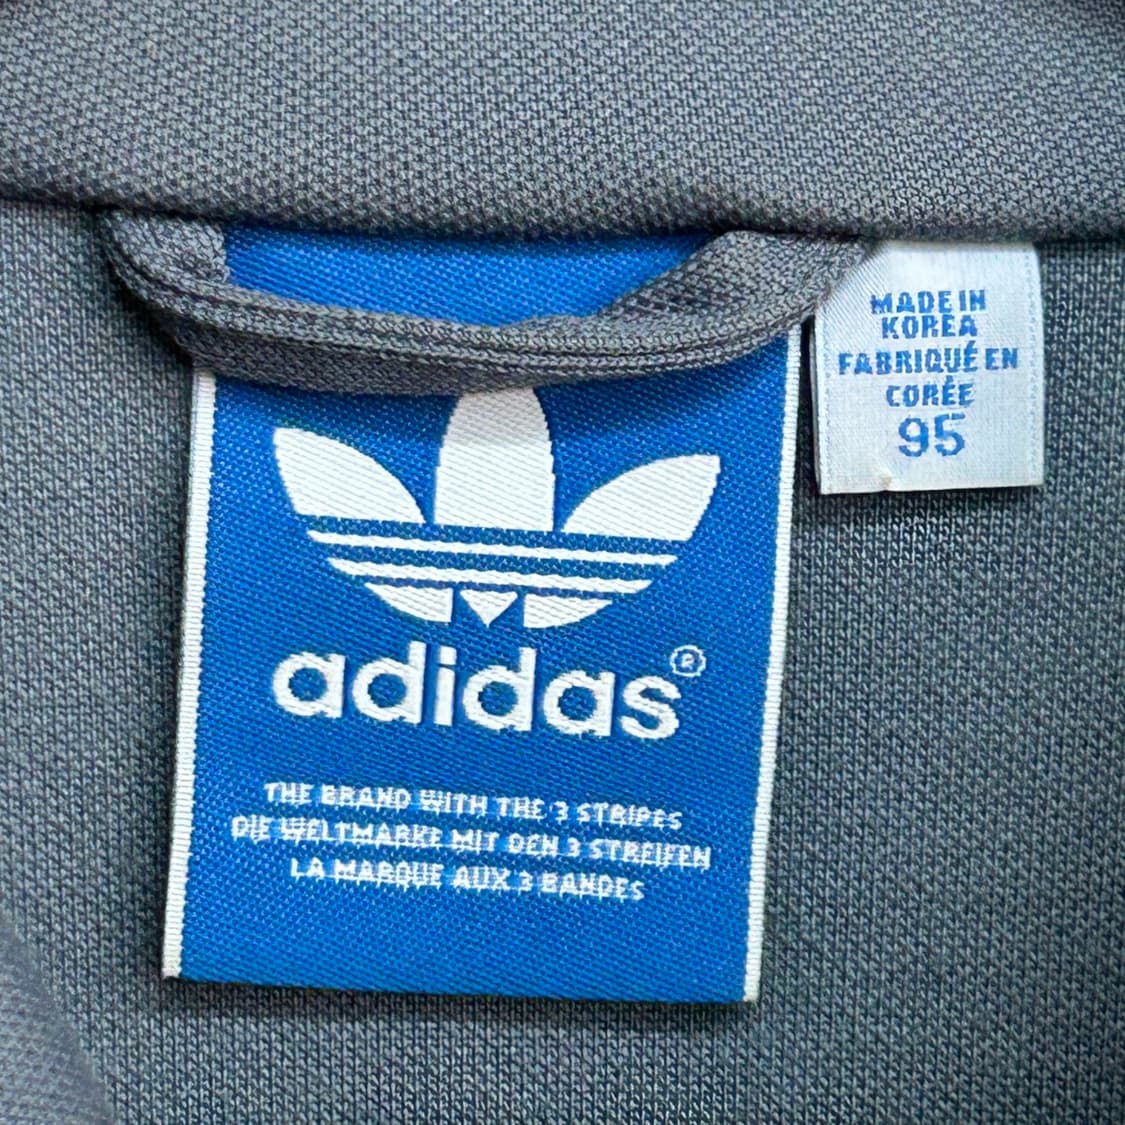 MADE IN
KOREA
FABRIQUÉ EN
CORÉE
95
adidas®
THE BRAND WITH THE 3 STRIPES
DIE WELTMARKE MIT DEN 3 STREIFEN
LA MARQUE AUX 3 BANDES